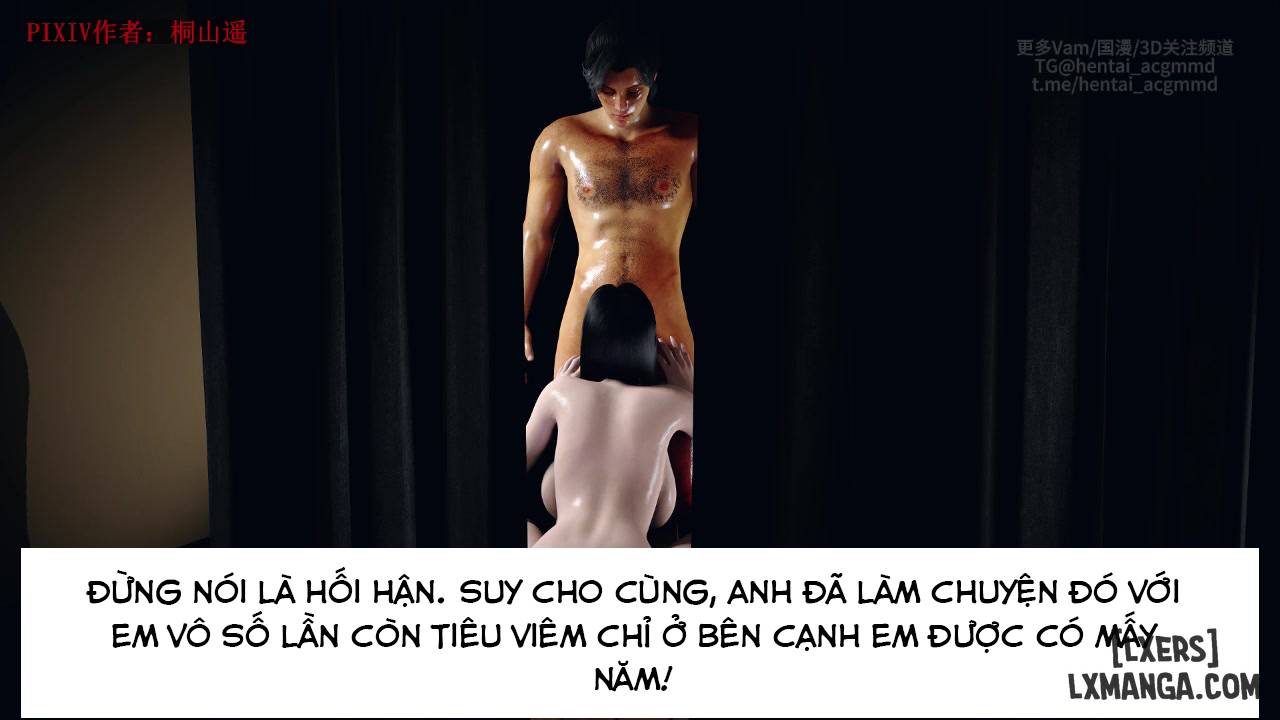 PIXIV作者：桐山遥
更多Vam/国漫/3D关注频道
TG@hentai_acgmmd
t.me/hentai_acgmmd
ĐỪNG NÓI LÀ HỐI HẬN. SUY CHO CÙNG, ANH ĐÃ LÀM CHUYỆN ĐÓ VỚI
EM VÔ SỐ LẦN CÒN TIÊU VIÊM CHỈ Ở BÊN CẠNH EM ĐƯỢC CÓ MẤY
NĂM!
[LXERS]
LXMANGA.COM